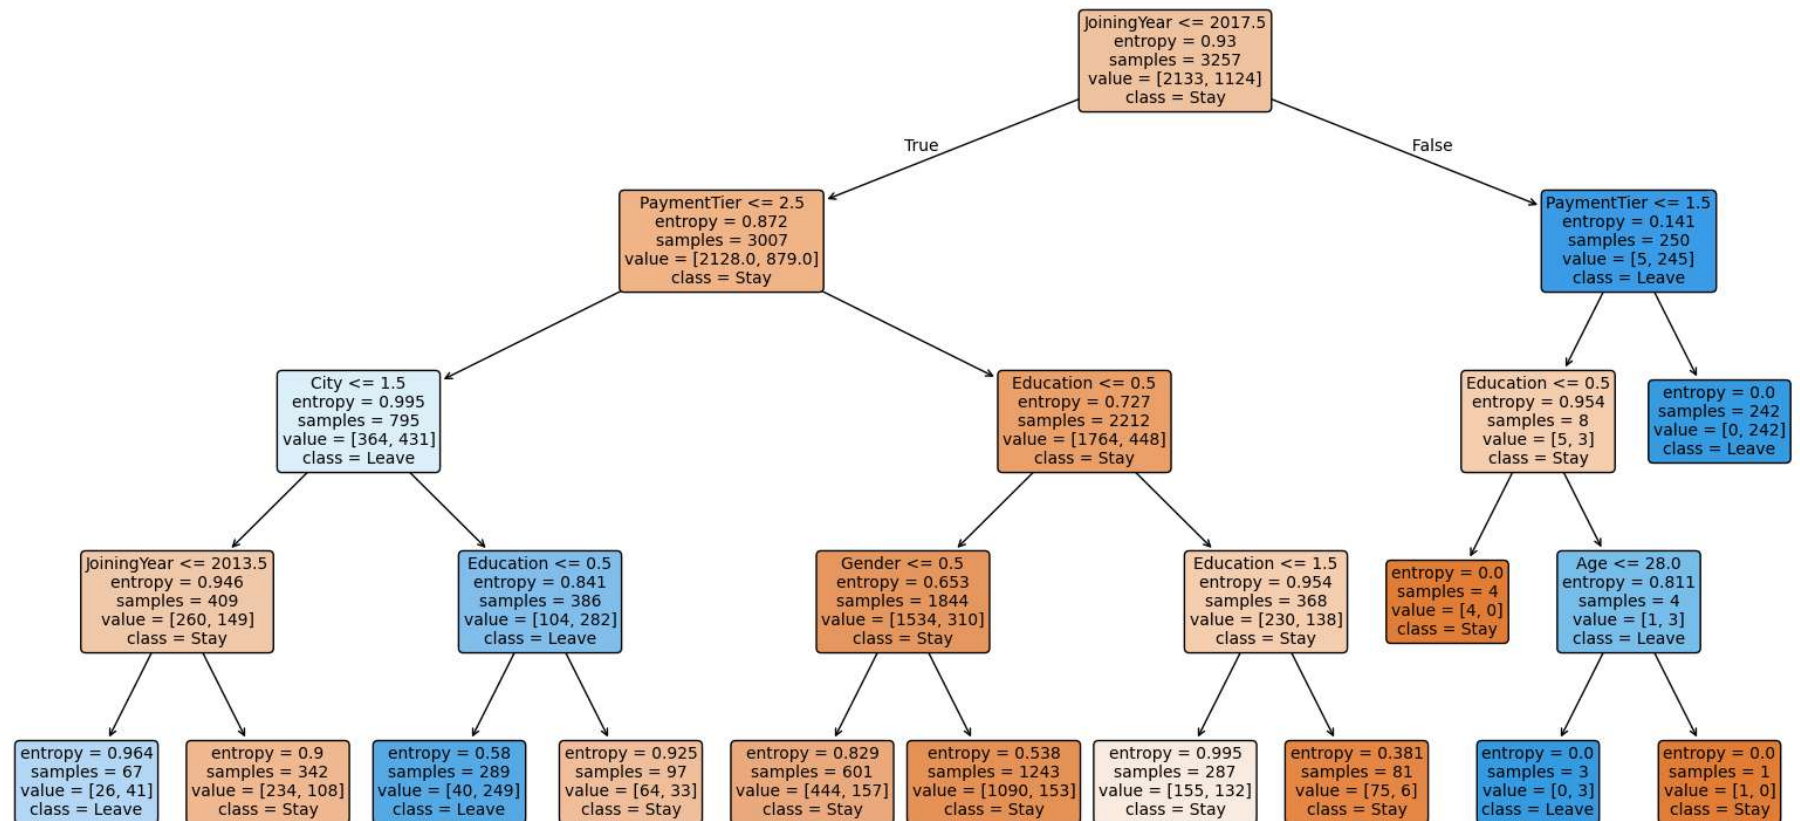 JoiningYear <= 2017.5
entropy = 0.93
samples = 3257
value = [2133, 1124]
class = Stay
True
False
PaymentTier <= 2.5
entropy = 0.872
samples = 3007
value = [2128.0, 879.0]
class = Stay
PaymentTier <= 1.5
entropy = 0.141
samples = 250
value = [5, 245]
class = Leave
City <= 1.5
entropy = 0.995
samples = 795
value = [364, 431]
class = Leave
Education <= 0.5
entropy = 0.727
samples = 2212
value = [1764, 448]
class = Stay
Education <= 0.5
entropy = 0.954
samples = 8
value = [5, 3]
class = Stay
entropy = 0.0
samples = 242
value = [0, 242]
class = Leave
JoiningYear <= 2013.5
entropy = 0.946
samples = 409
value = [260, 149]
class = Stay
Education <= 0.5
entropy = 0.841
samples = 386
value = [104, 282]
class = Leave
Gender <= 0.5
entropy = 0.653
samples = 1844
value = [1534, 310]
class = Stay
Education <= 1.5
entropy = 0.954
samples = 368
value = [230, 138]
class = Stay
entropy = 0.0
samples = 4
value = [4, 0]
class = Stay
Age <= 28.0
entropy = 0.811
samples = 4
value = [1, 3]
class = Leave
entropy = 0.964
samples = 67
value = [26, 41]
class = Leave
entropy = 0.9
samples = 342
value = [234, 108]
class = Stay
entropy = 0.58
samples = 289
value = [40, 249]
class = Leave
entropy = 0.925
samples = 97
value = [64, 33]
class = Stay
entropy = 0.829
samples = 601
value = [444, 157]
class = Stay
entropy = 0.538
samples = 1243
value = [1090, 153]
class = Stay
entropy = 0.995
samples = 287
value = [155, 132]
class = Stay
entropy = 0.381
samples = 81
value = [75, 6]
class = Stay
entropy = 0.0
samples = 3
value = [0, 3]
class = Leave
entropy = 0.0
samples = 1
value = [1, 0]
class = Stay